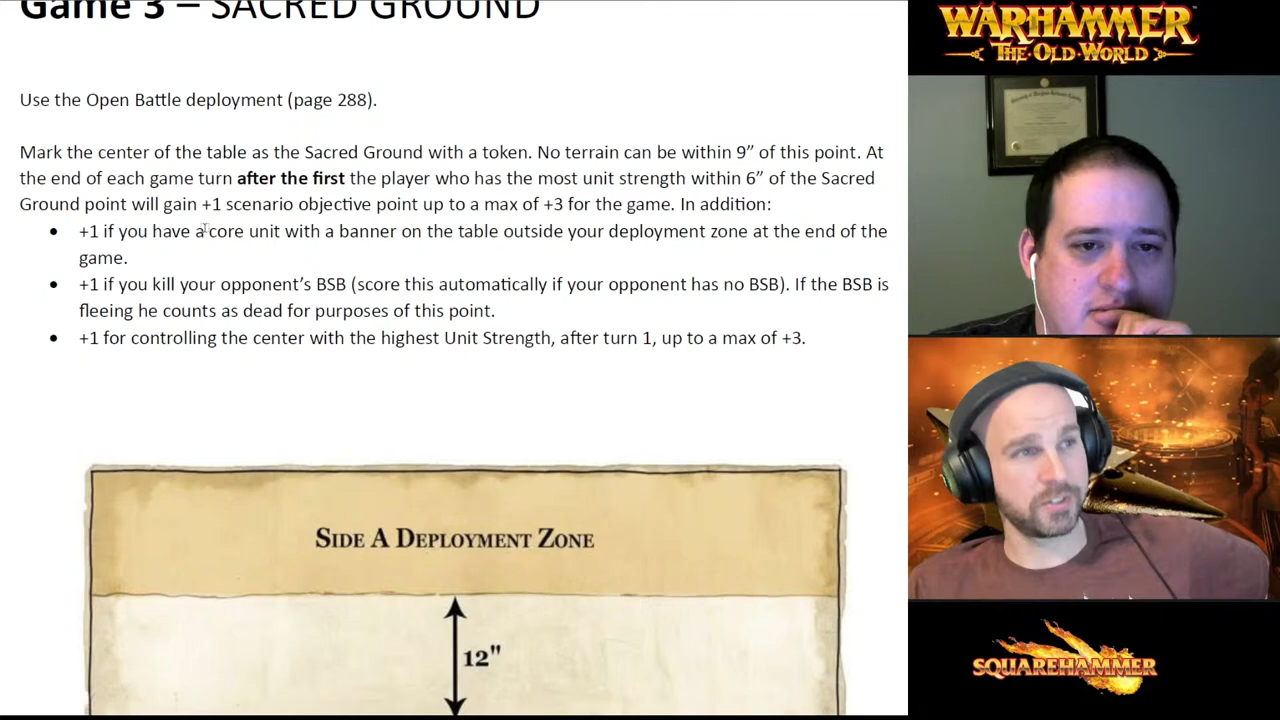 Game 3 – SACRED GROUND
Use the Open Battle deployment (page 288).
Mark the center of the table as the Sacred Ground with a token. No terrain can be within 9” of this point. At
the end of each game turn after the first the player who has the most unit strength within 6” of the Sacred
Ground point will gain +1 scenario objective point up to a max of +3 for the game. In addition:
+1 if you have a core unit with a banner on the table outside your deployment zone at the end of the
game.
+1 if you kill your opponent’s BSB (score this automatically if your opponent has no BSB). If the BSB is
fleeing he counts as dead for purposes of this point.
+1 for controlling the center with the highest Unit Strength, after turn 1, up to a max of +3.
SIDE A DEPLOYMENT ZONE
12"
WARHAMMER
THE OLD WORLD
SQUAREHAMMER